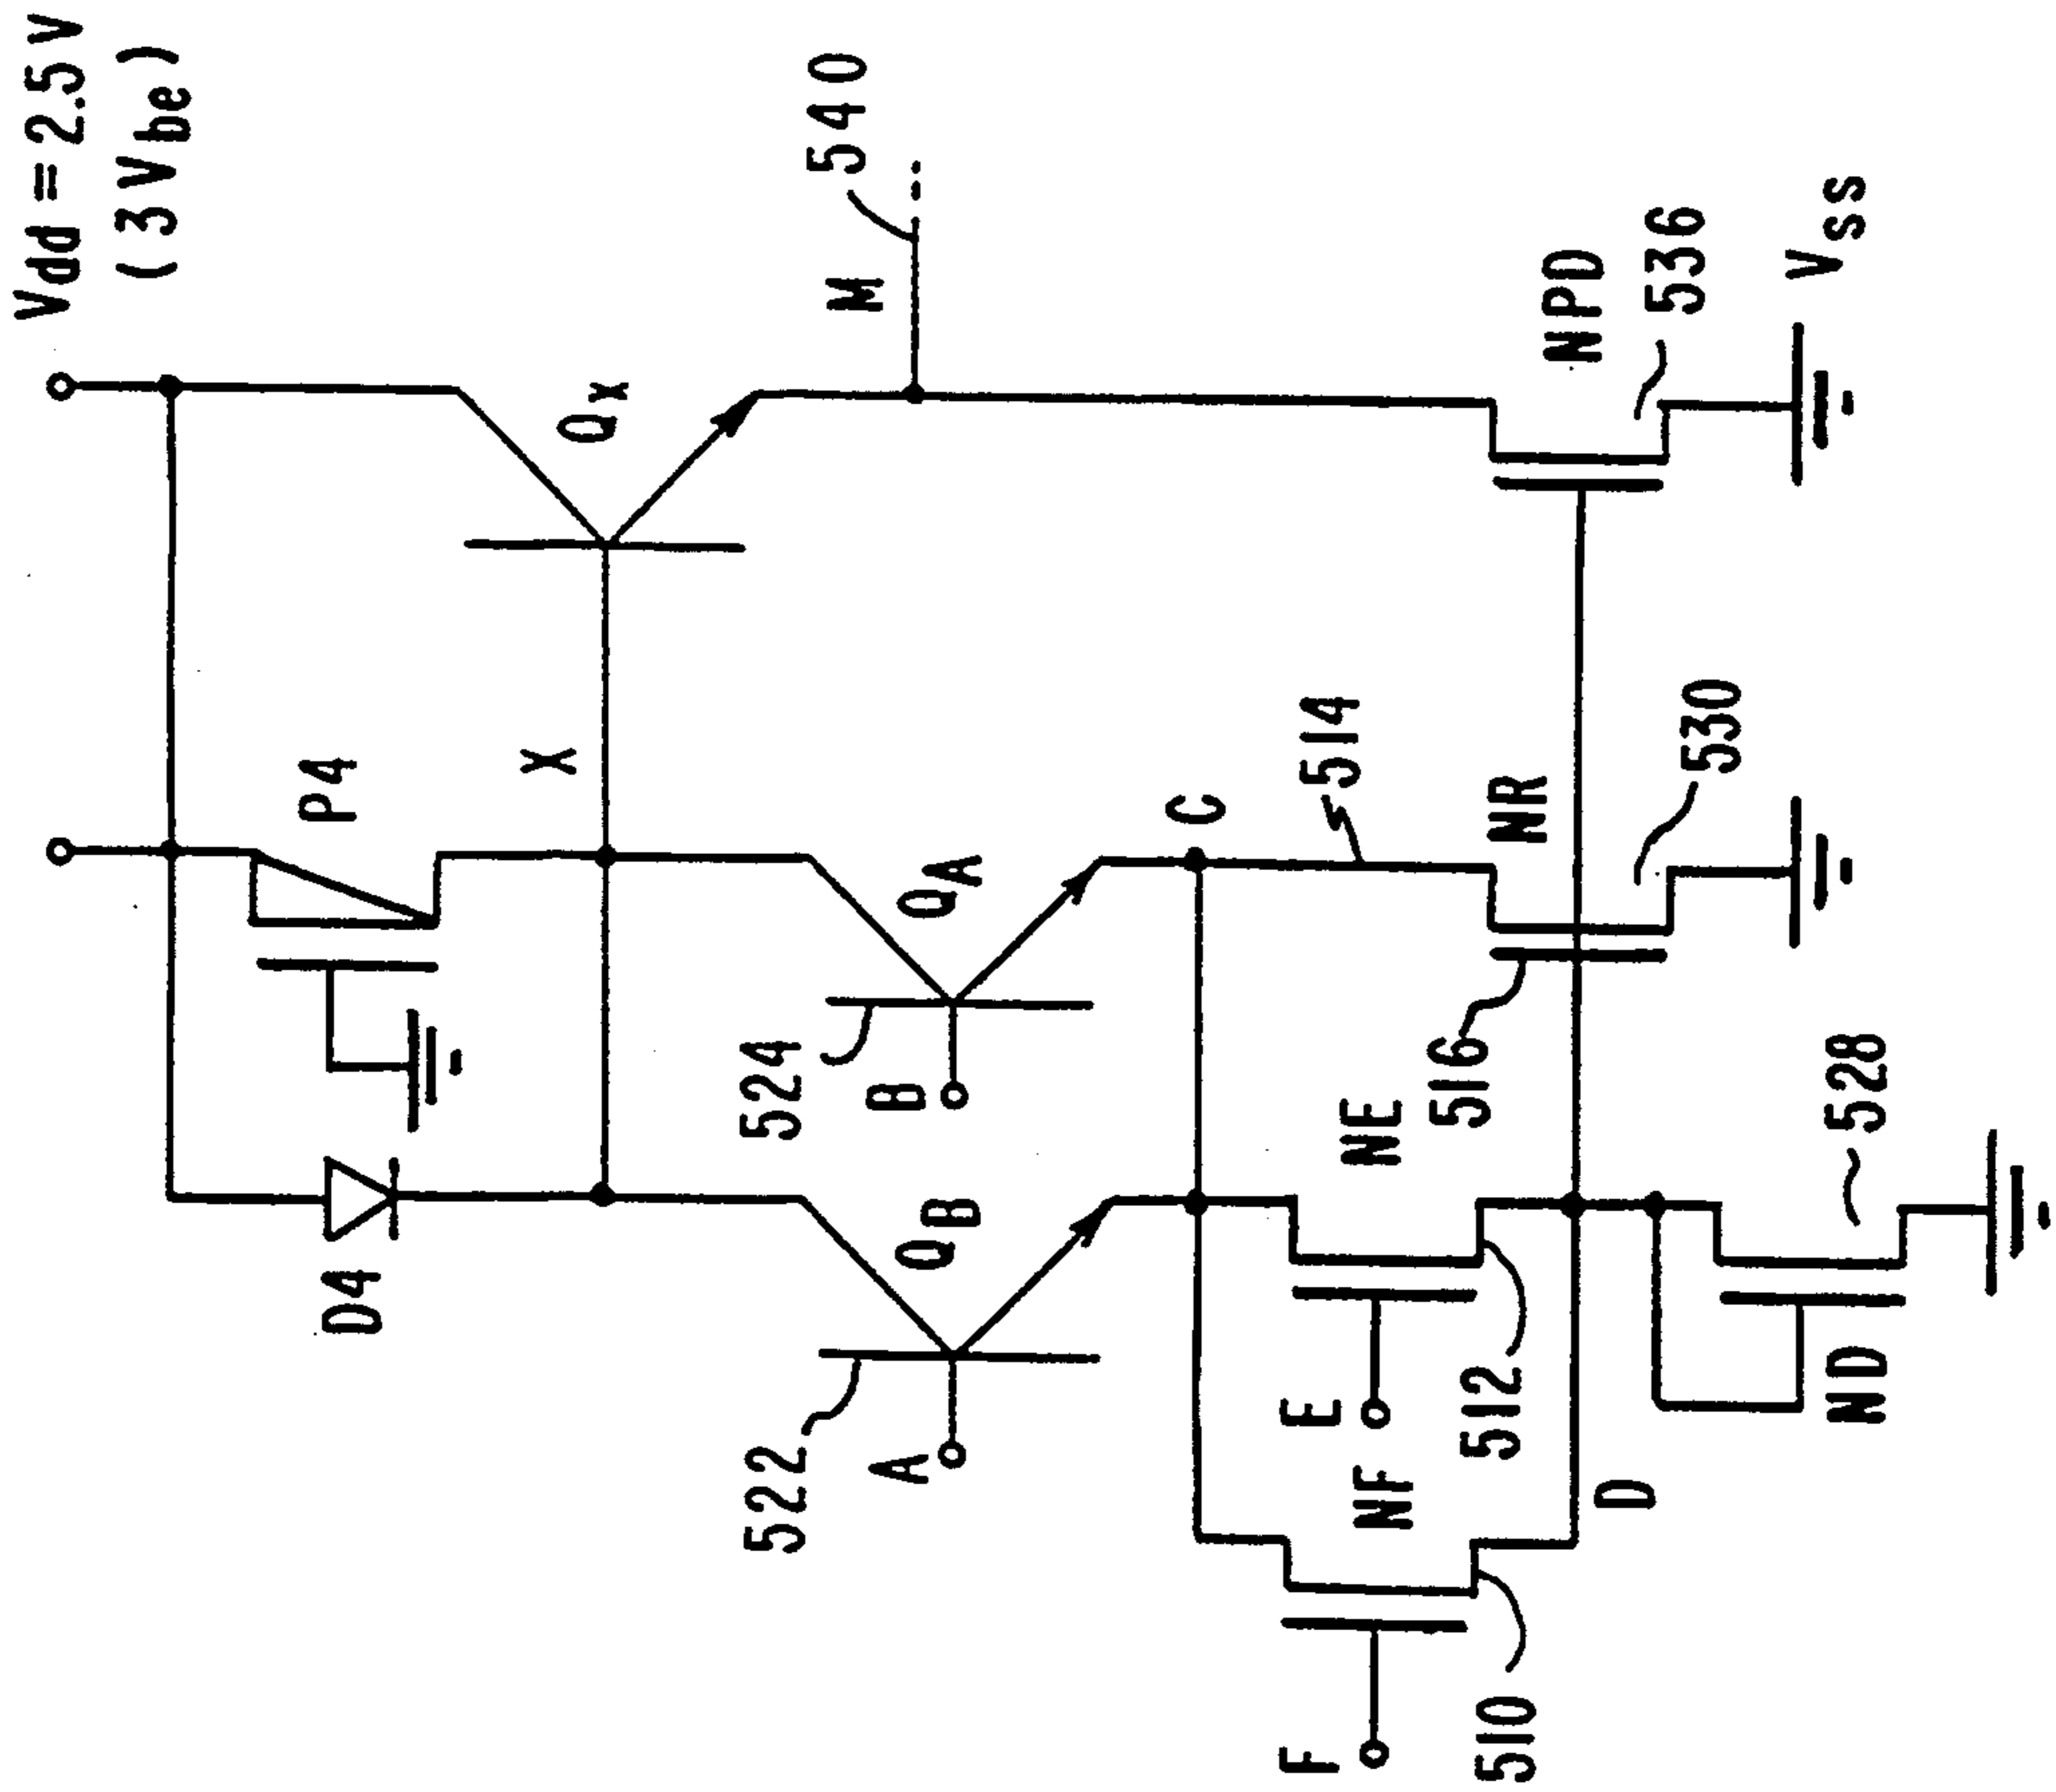 Vdd = 2.5 V
(3 Vbe)
P4
D4
X
Qx
M
540
524
B
QA
522
A
QB
C
514
NR
NPD
536
Vss
516
530
NE
E
512
528
NF
F
510
D
ND